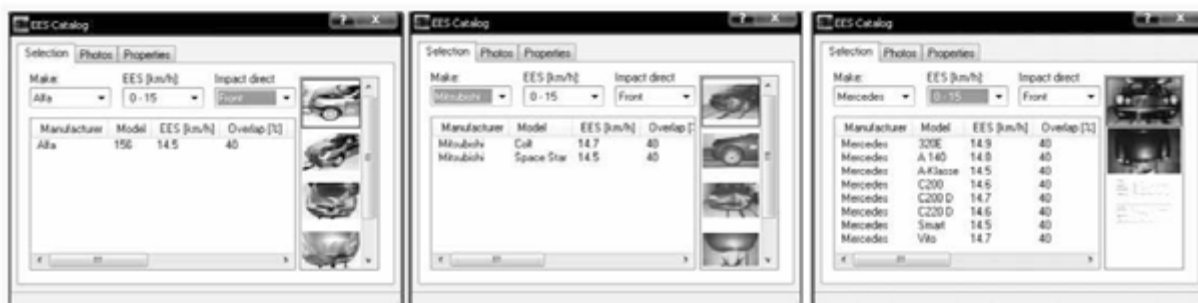 EES Catalog
Selection Photos Properties
Make: EES [km/h]: Impact direct
Alfa 0 - 15 Front
Manufacturer Model EES [km/h] Overlap [%]
Alfa 156 14.5 40
EES Catalog
Selection Photos Properties
Make: EES [km/h]: Impact direct
Mitsubishi 0 - 15 Front
Manufacturer Model EES [km/h] Overlap [%
Mitsubishi Colt 14.7 40
Mitsubishi Space Star 14.5 40
EES Catalog
Selection Photos Properties
Make: EES [km/h]: Impact direct
Mercedes 0 - 15 Front
Manufacturer Model EES [km/h] Overlap [%]
Mercedes 320E 14.9 40
Mercedes A 140 14.8 40
Mercedes A-Klasse 14.5 40
Mercedes C200 14.6 40
Mercedes C200 D 14.7 40
Mercedes C220 D 14.6 40
Mercedes Smart 14.5 40
Mercedes Vito 14.7 40